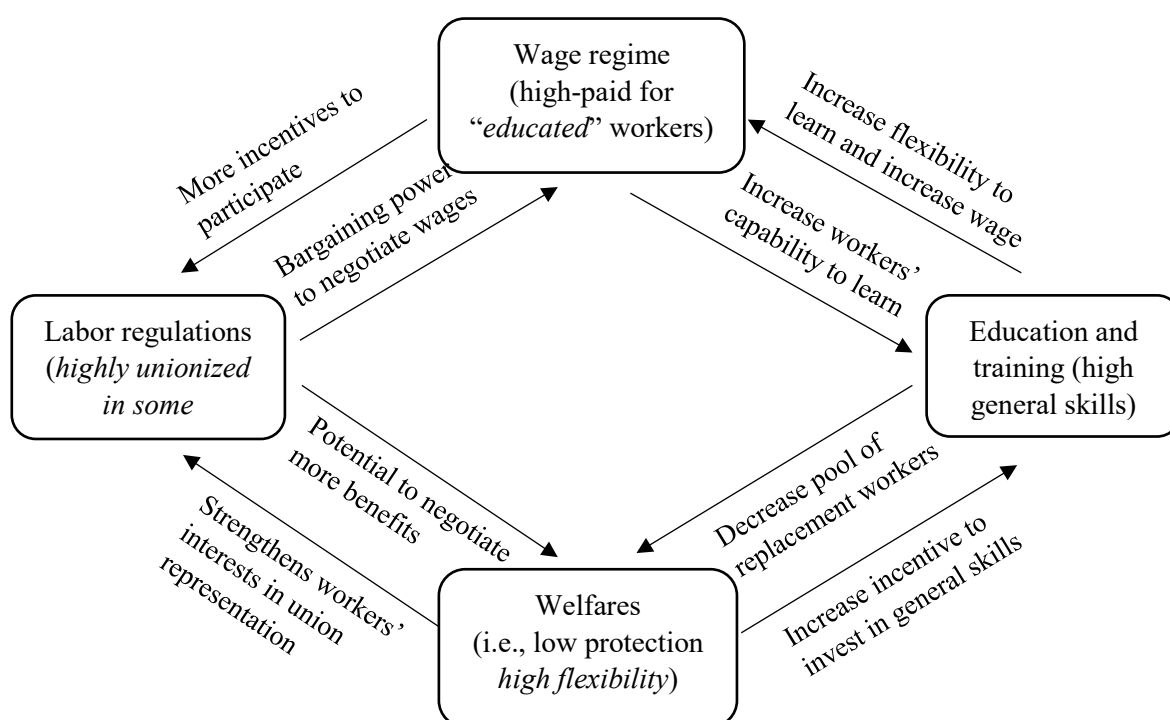 Wage regime
(high-paid for
“educated” workers)
More incentives to
participate
Bargaining power
to negotiate wages
Increase flexibility to
learn and increase wage
Increase workers’
capability to learn
Labor regulations
(highly unionized
in some
Education and
training (high
general skills)
Potential to negotiate
more benefits
Strengthens workers’
interests in union
representation
Decrease pool of
replacement workers
Increase incentive to
invest in general skills
Welfares
(i.e., low protection
high flexibility)